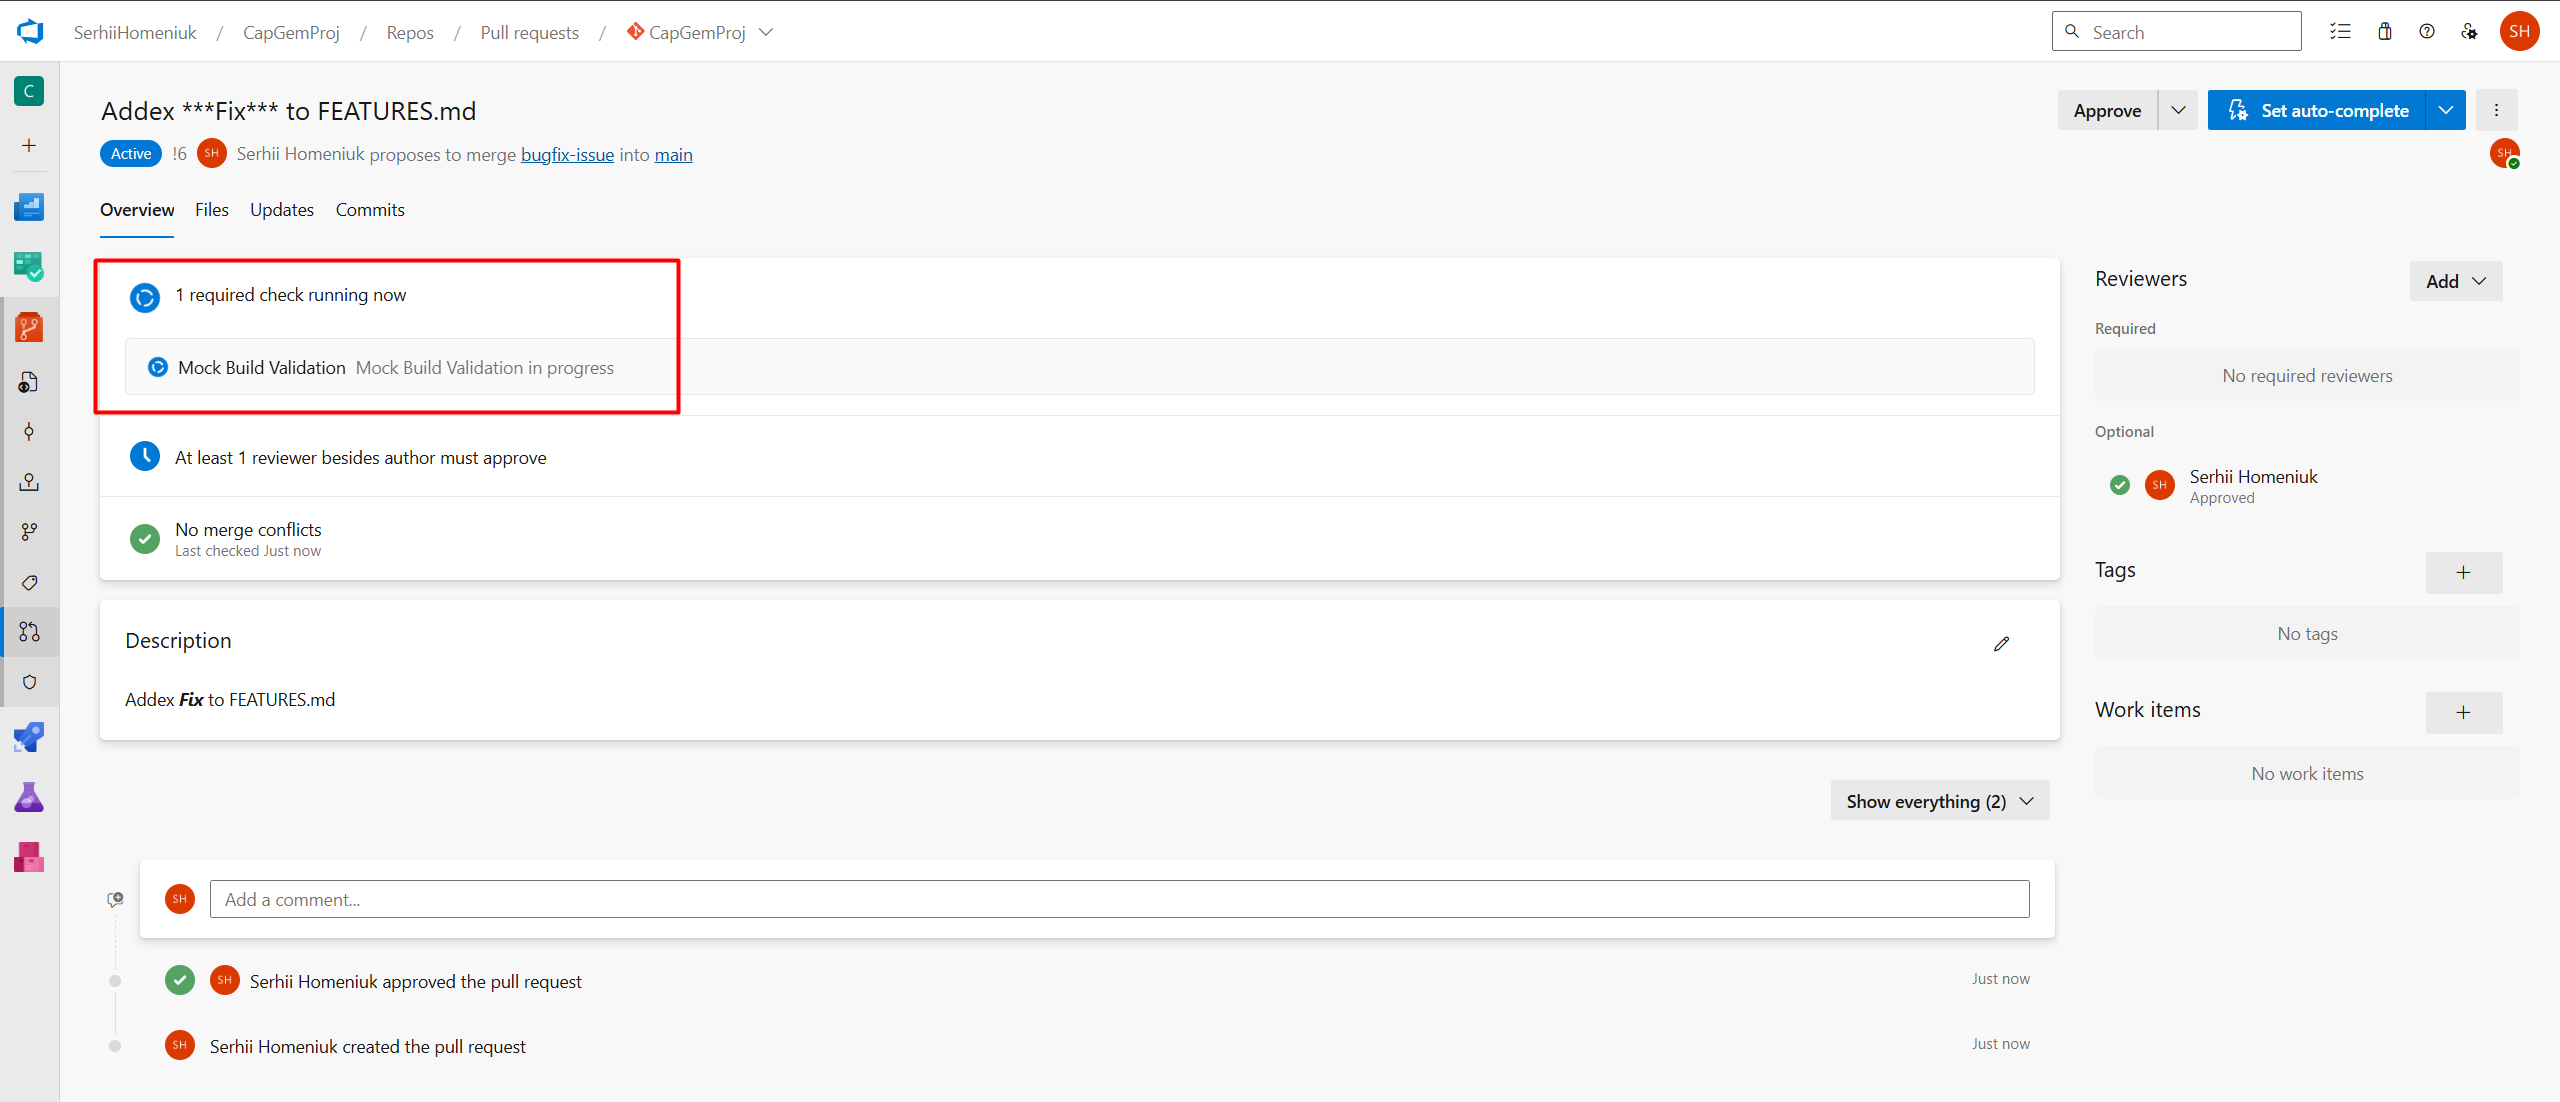 SerhiiHomeniuk / CapGemProj / Repos / Pull requests / CapGemProj
Search
SH
C
Addex ***Fix*** to FEATURES.md
Approve
Set auto-complete
Active !6 SH Serhii Homeniuk proposes to merge bugfix-issue into main
SH
Overview Files Updates Commits
1 required check running now
Mock Build Validation Mock Build Validation in progress
At least 1 reviewer besides author must approve
No merge conflicts
Last checked Just now
Reviewers
Add
Required
No required reviewers
Optional
SH Serhii Homeniuk
Approved
Tags
No tags
Work items
No work items
Description
Addex Fix to FEATURES.md
Show everything (2)
SH Add a comment...
SH Serhii Homeniuk approved the pull request Just now
SH Serhii Homeniuk created the pull request Just now